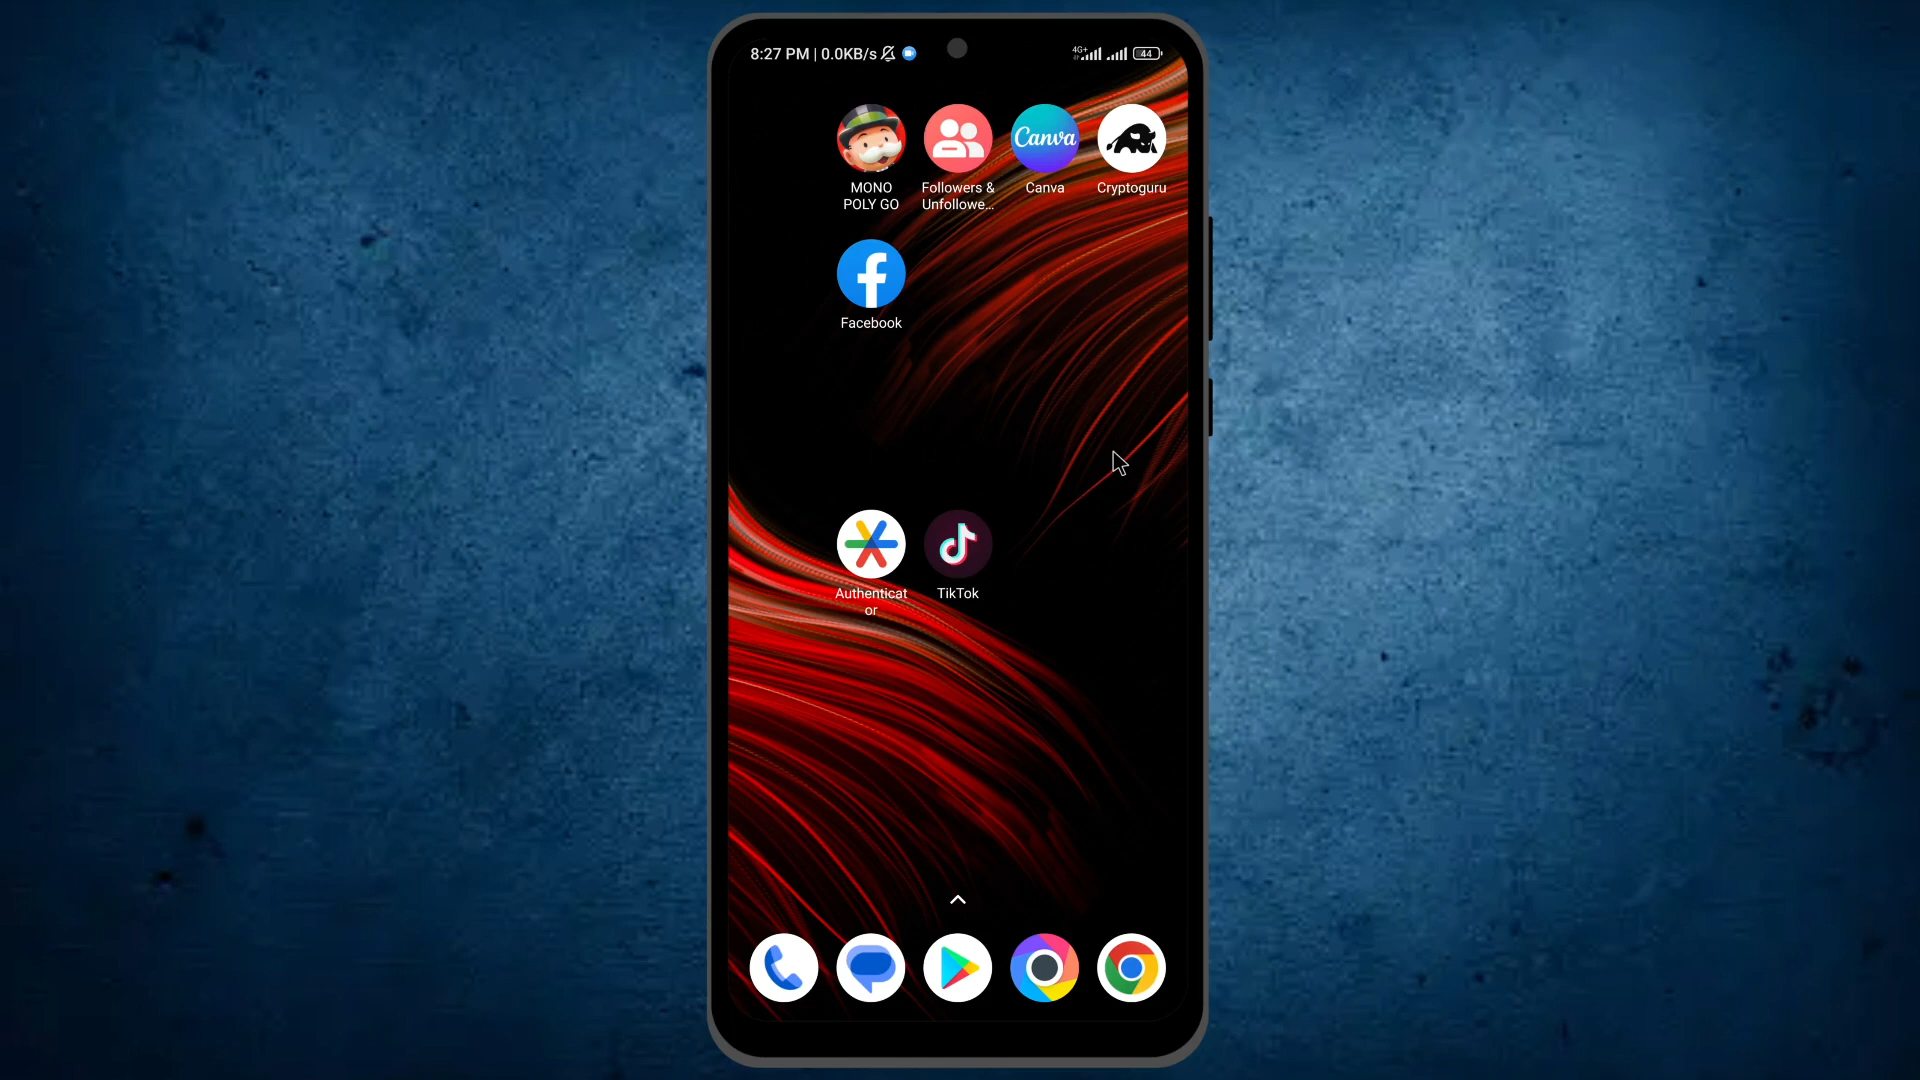 8:27 PM | 0.0KB/s
4G+
44
Canva
MONO
POLY GO
Followers &
Unfollowe...
Canva
Cryptoguru
Facebook
Authenticat
or
TikTok